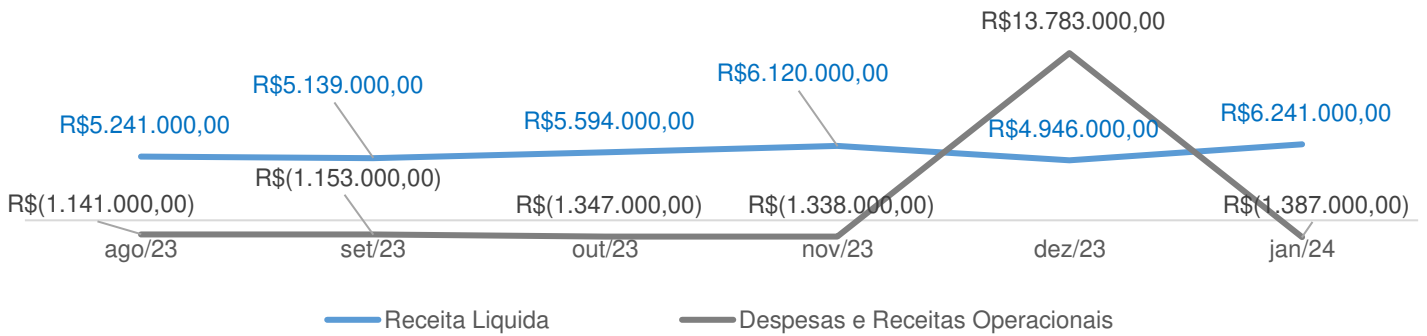 R$13.783.000,00
R$6.120.000,00
R$5.139.000,00
R$5.241.000,00
R$5.594.000,00
R$4.946.000,00
R$6.241.000,00
R$(1.153.000,00)
R$(1.141.000,00)
R$(1.347.000,00)
R$(1.338.000,00)
R$(1.387.000,00)
ago/23 set/23 out/23 nov/23 dez/23 jan/24
Receita Liquida Despesas e Receitas Operacionais